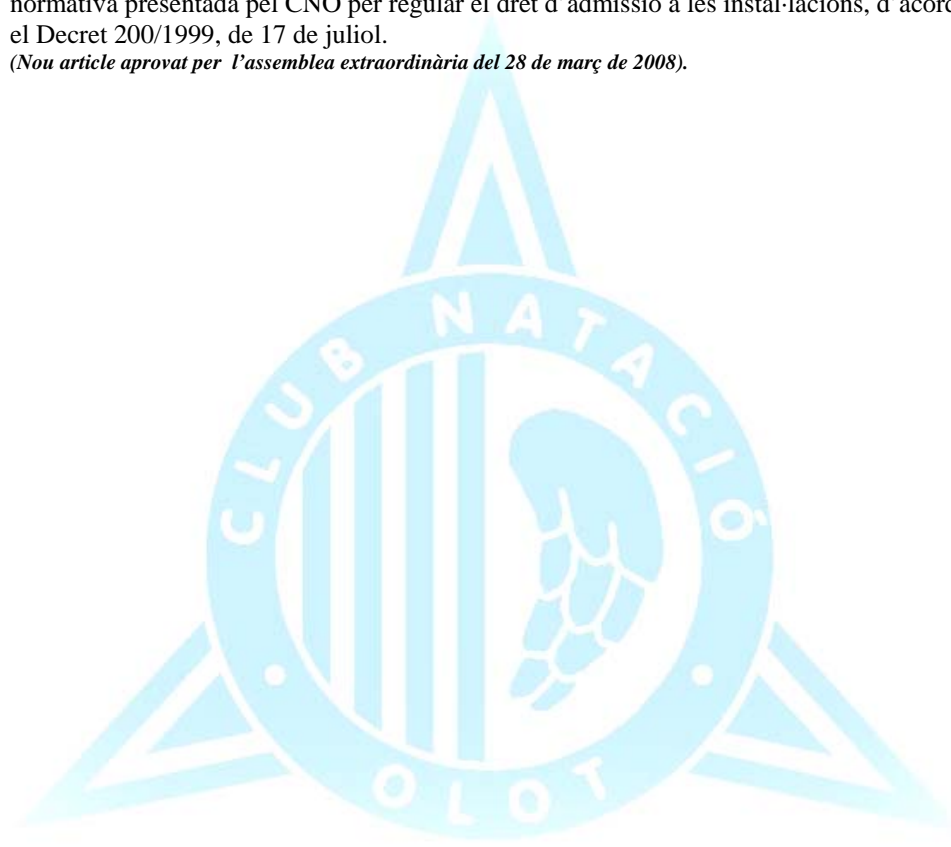 normativa presentada pel CNO per regular el dret d'admissió a les instal·lacions, d'acord
el Decret 200/1999, de 17 de juliol.
(Nou article aprovat per l'assemblea extraordinària del 28 de març de 2008).
CLUB NATACIÓ
OLOT